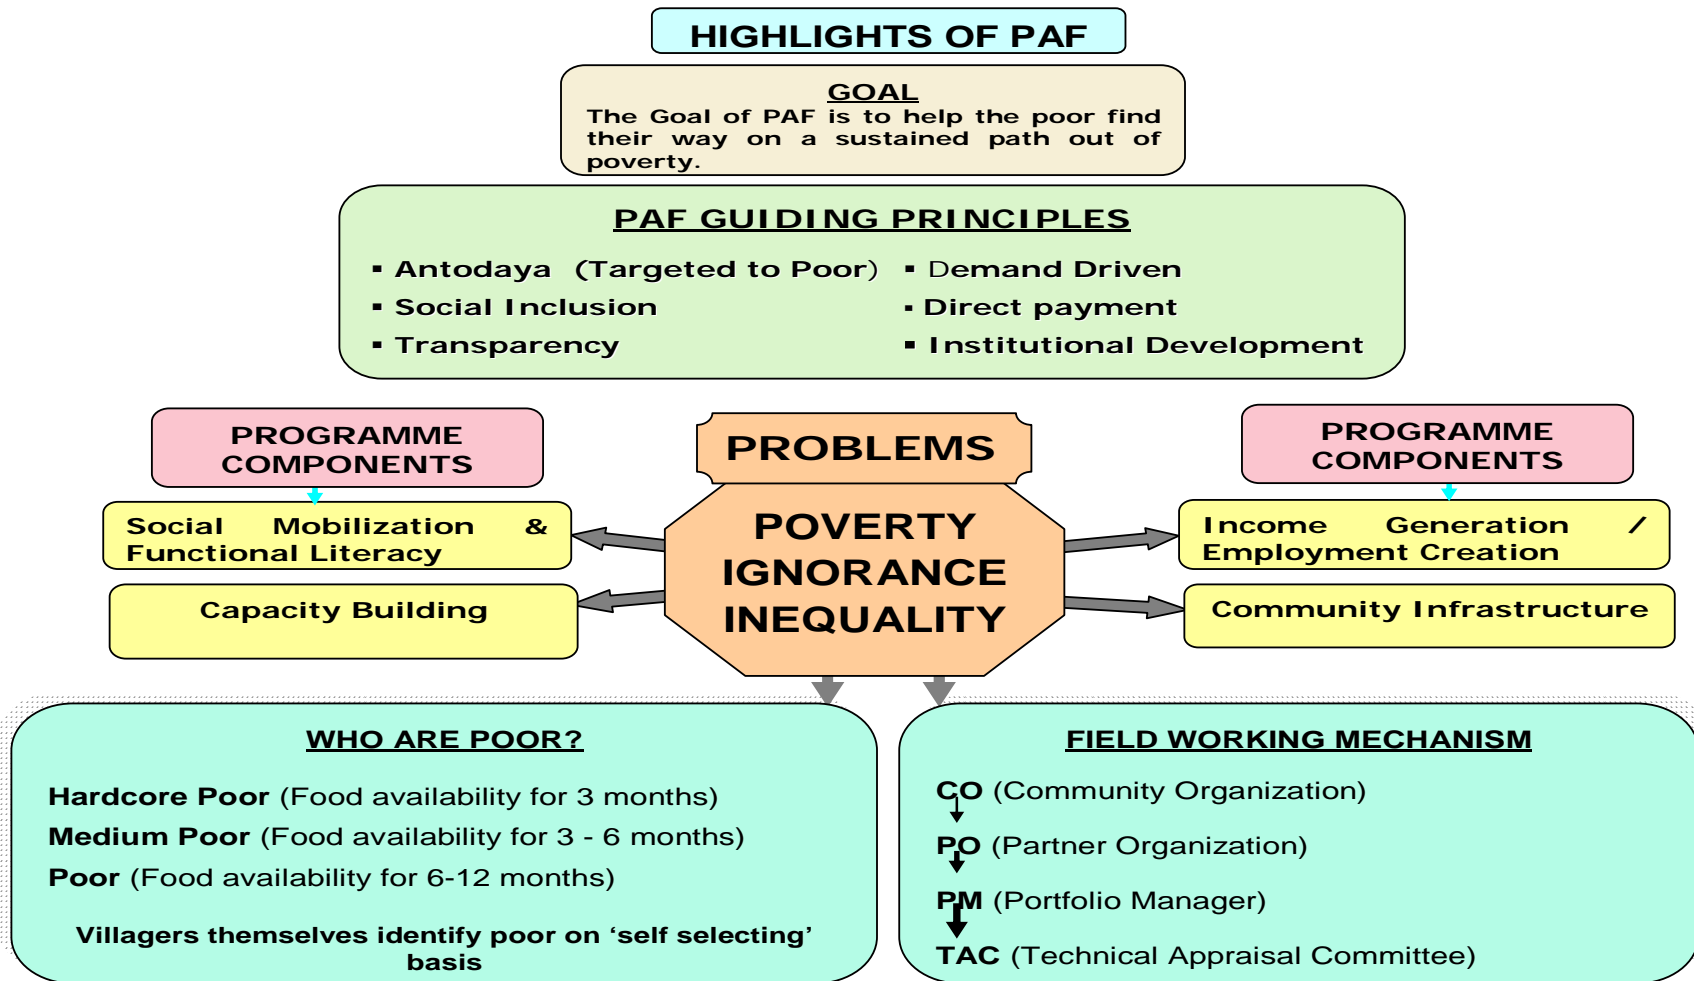 HIGHLIGHTS OF PAF
GOAL
The Goal of PAF is to help the poor find
their way on a sustained path out of
poverty.
PAF GUIDING PRINCIPLES
▪ Antodaya (Targeted to Poor) ▪ Demand Driven
▪ Social Inclusion ▪ Direct payment
▪ Transparency ▪ Institutional Development
PROGRAMME
COMPONENTS
Social Mobilization &
Functional Literacy
Capacity Building
PROBLEMS
POVERTY
IGNORANCE
INEQUALITY
PROGRAMME
COMPONENTS
Income Generation /
Employment Creation
Community Infrastructure
WHO ARE POOR?
Hardcore Poor (Food availability for 3 months)
Medium Poor (Food availability for 3 - 6 months)
Poor (Food availability for 6-12 months)
Villagers themselves identify poor on ‘self selecting’
basis
FIELD WORKING MECHANISM
CO (Community Organization)
PO (Partner Organization)
PM (Portfolio Manager)
TAC (Technical Appraisal Committee)